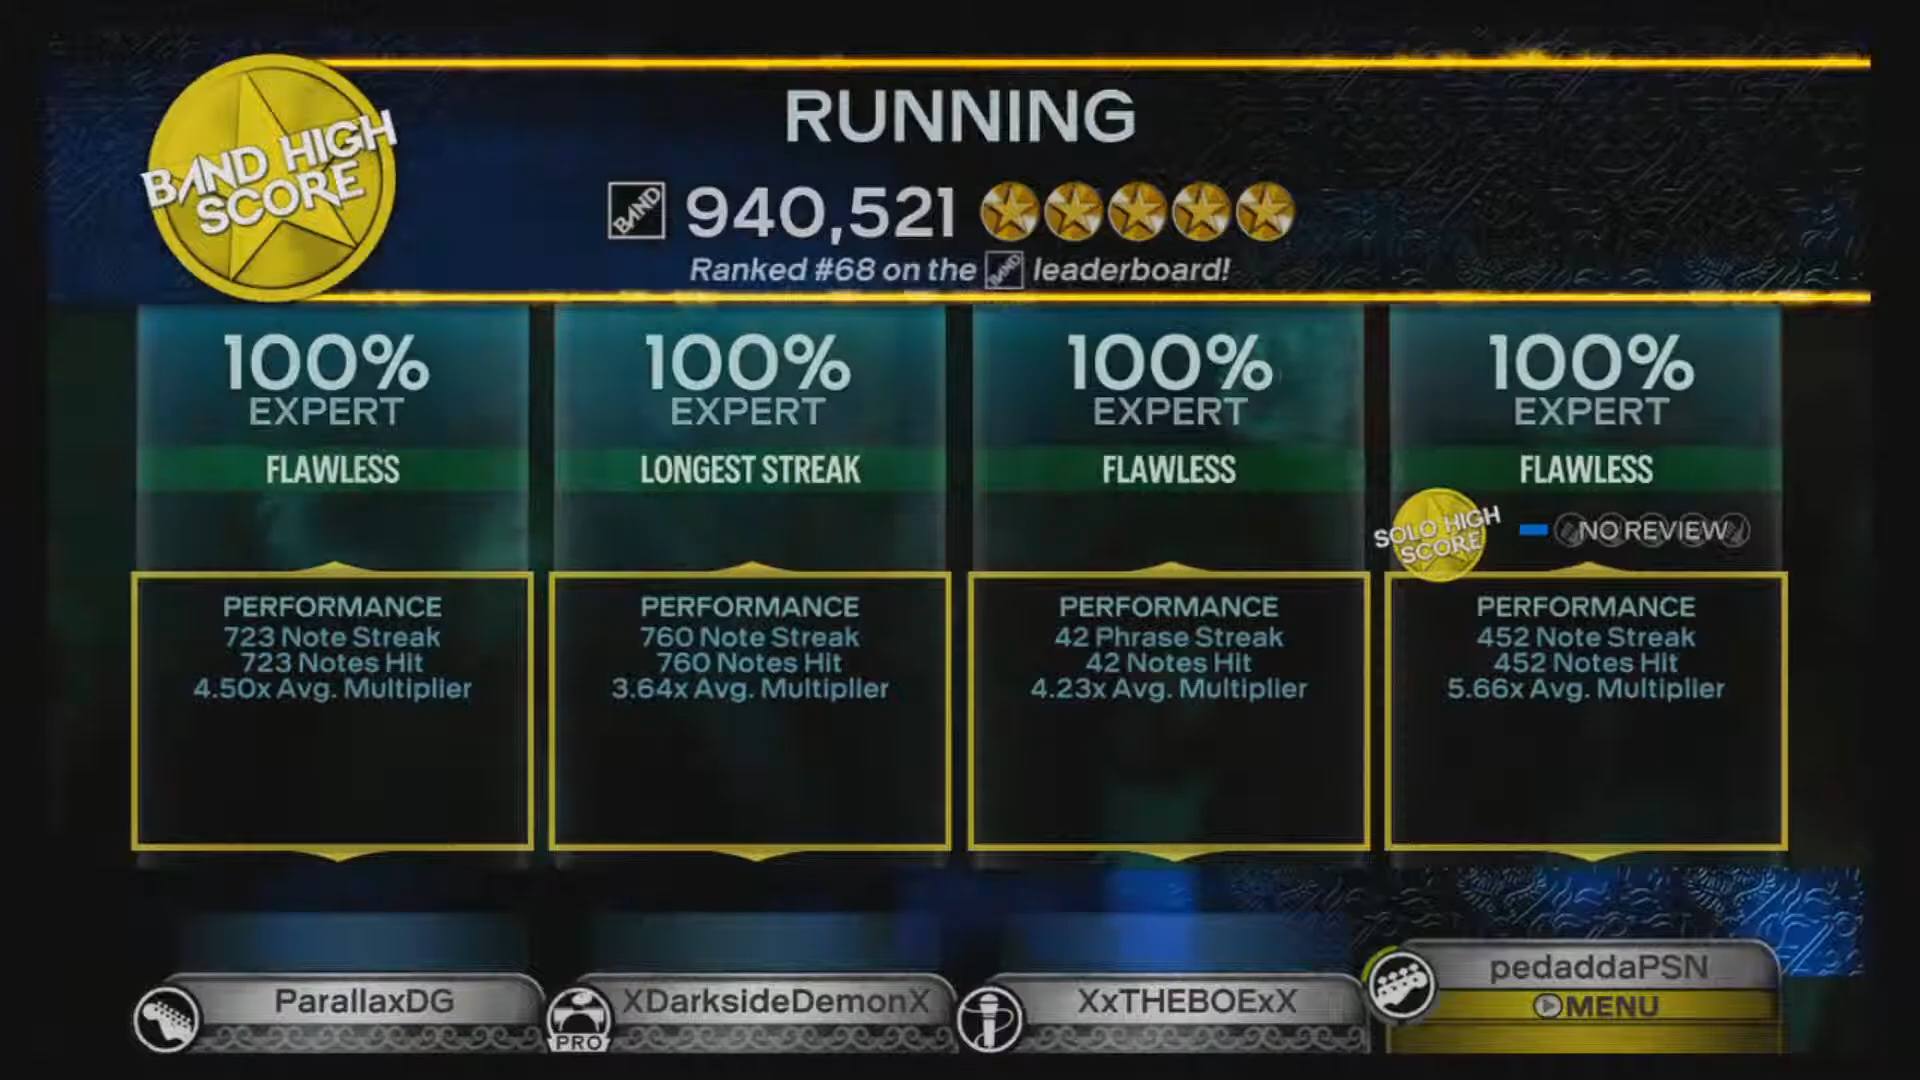 BAND HIGH
SCORE
RUNNING
BAND 940,521
Ranked #68 on the BAND leaderboard!
100%
EXPERT
FLAWLESS
PERFORMANCE
723 Note Streak
723 Notes Hit
4.50x Avg. Multiplier
ParallaxDG
100%
EXPERT
LONGEST STREAK
PERFORMANCE
760 Note Streak
760 Notes Hit
3.64x Avg. Multiplier
PRO
XDarksideDemonX
100%
EXPERT
FLAWLESS
PERFORMANCE
42 Phrase Streak
42 Notes Hit
4.23x Avg. Multiplier
XxTHEBOExX
100%
EXPERT
FLAWLESS
SOLO HIGH
SCORE
NO REVIEW
PERFORMANCE
452 Note Streak
452 Notes Hit
5.66x Avg. Multiplier
pedaddaPSN
MENU